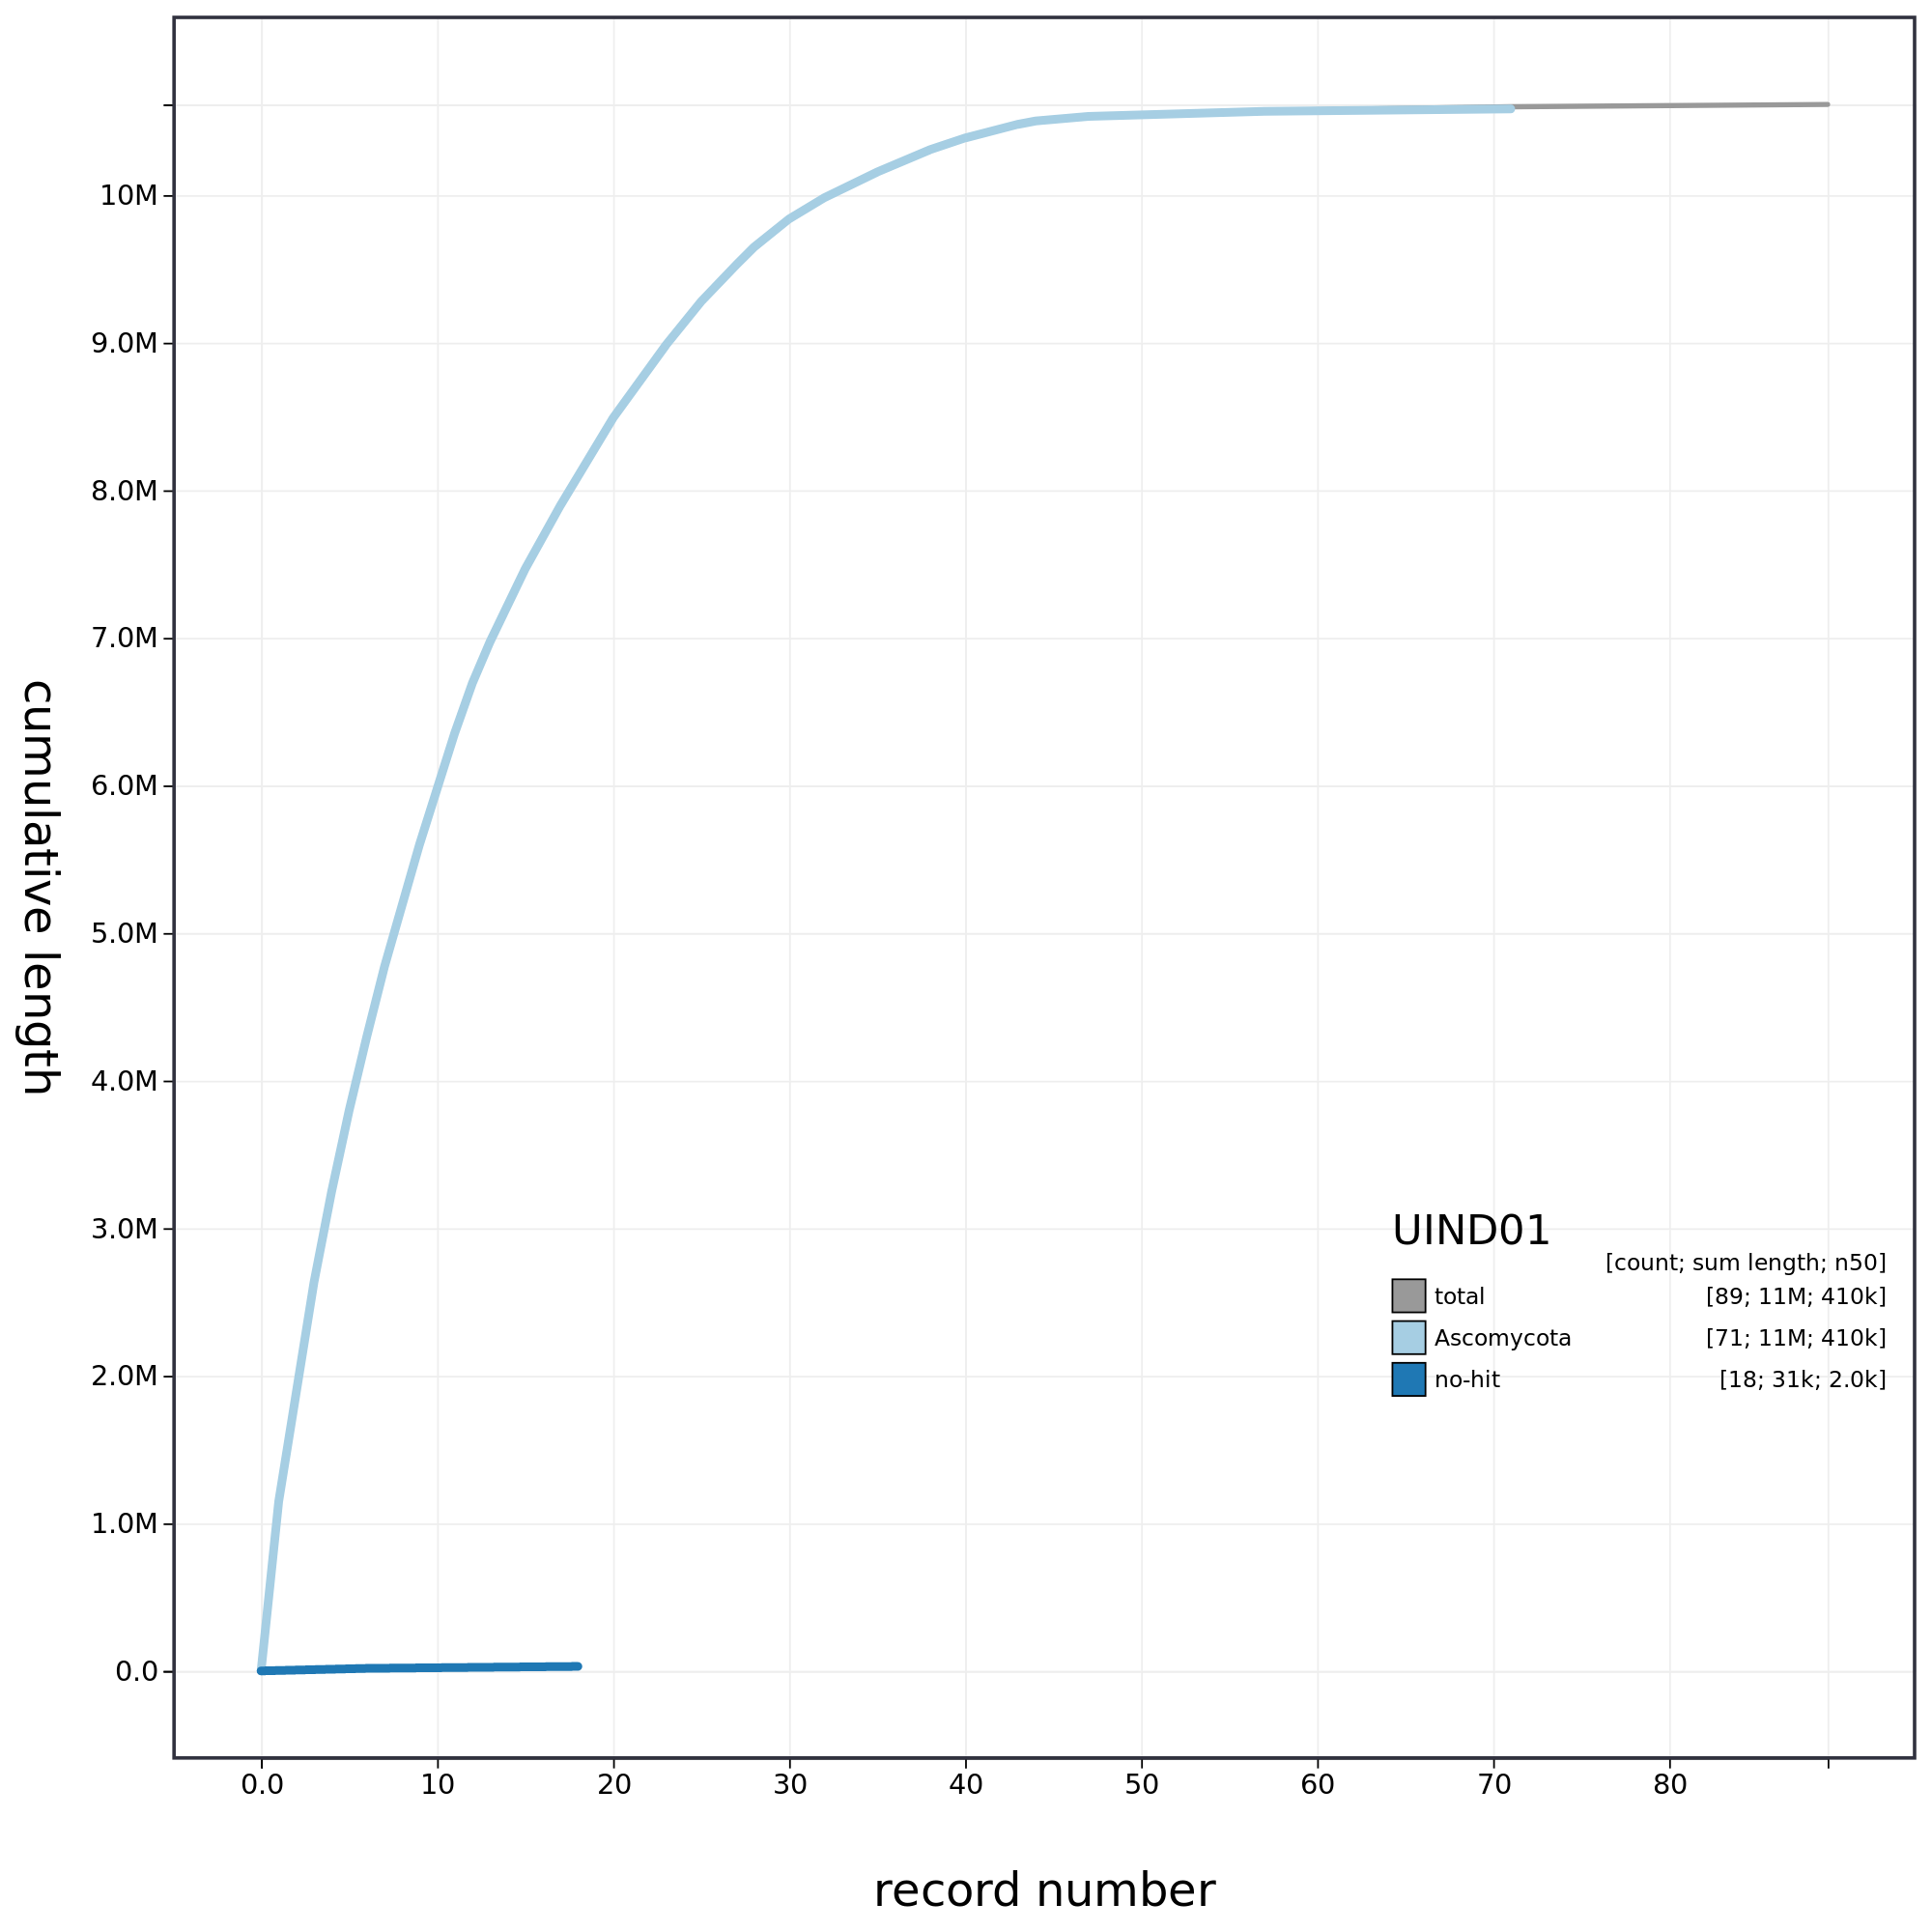 10M
9.0M
8.0M
7.0M
6.0M
5.0M
4.0M
3.0M
2.0M
1.0M
0.0
cumulative length
UIND01
[count; sum length; n50]
total [89; 11M; 410k]
Ascomycota [71; 11M; 410k]
no-hit [18; 31k; 2.0k]
0.0 10 20 30 40 50 60 70 80
record number